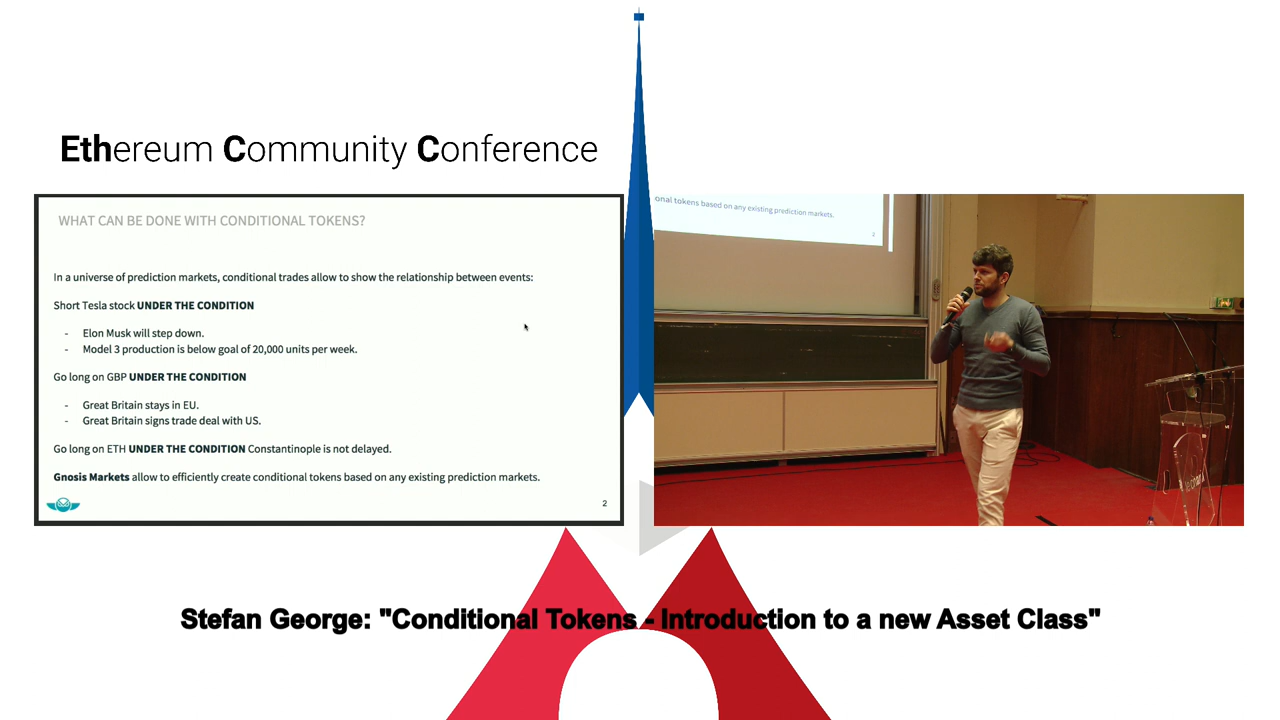 Ethereum Community Conference
WHAT CAN BE DONE WITH CONDITIONAL TOKENS?
In a universe of prediction markets, conditional trades allow to show the relationship between events:
Short Tesla stock UNDER THE CONDITION
- Elon Musk will step down.
- Model 3 production is below goal of 20,000 units per week.
Go long on GBP UNDER THE CONDITION
- Great Britain stays in EU.
- Great Britain signs trade deal with US.
Go long on ETH UNDER THE CONDITION Constantinople is not delayed.
Gnosis Markets allow to efficiently create conditional tokens based on any existing prediction markets.
2
onal tokens based on any existing prediction markets.
2
Stefan George: "Conditional Tokens - Introduction to a new Asset Class"